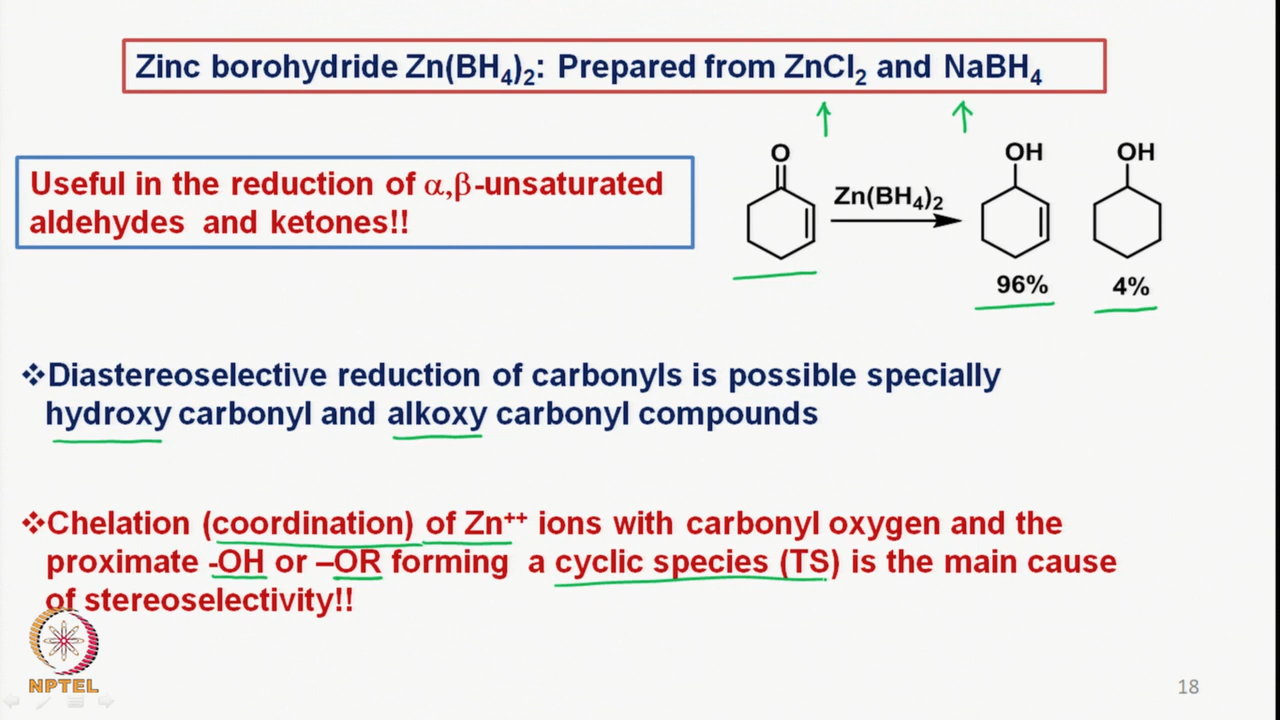 Zinc borohydride Zn(BH₄)₂: Prepared from ZnCl₂ and NaBH₄
Useful in the reduction of α,β-unsaturated
aldehydes and ketones!!
O
Zn(BH₄)₂
OH
OH
96%
4%
❖Diastereoselective reduction of carbonyls is possible specially
hydroxy carbonyl and alkoxy carbonyl compounds
❖Chelation (coordination) of Zn⁺⁺ ions with carbonyl oxygen and the
proximate -OH or –OR forming a cyclic species (TS) is the main cause
of stereoselectivity!!
NPTEL
18